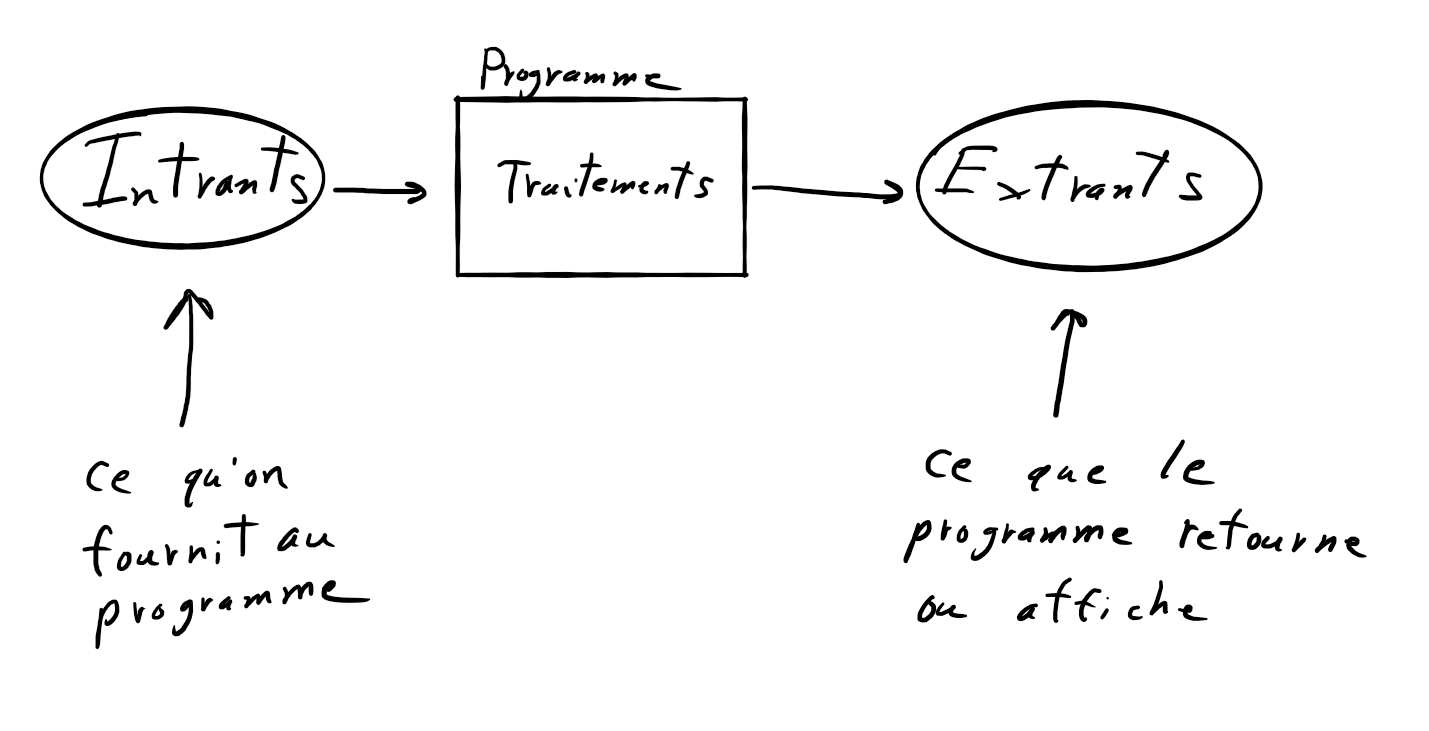 Programme
Intrants
Traitements
Extrants
ce qu'on
fournit au
programme
ce que le
programme retourne
ou affiche